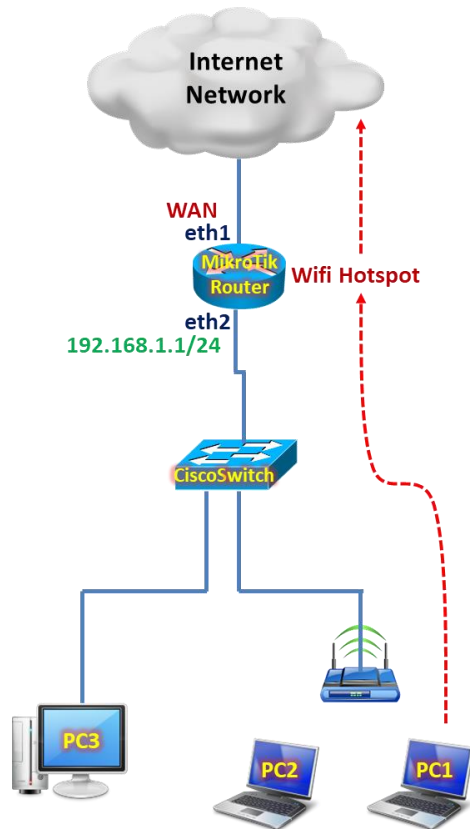 Internet
Network
WAN
eth1
MikroTik
Router
Wifi Hotspot
eth2
192.168.1.1/24
CiscoSwitch
PC3
PC2
PC1